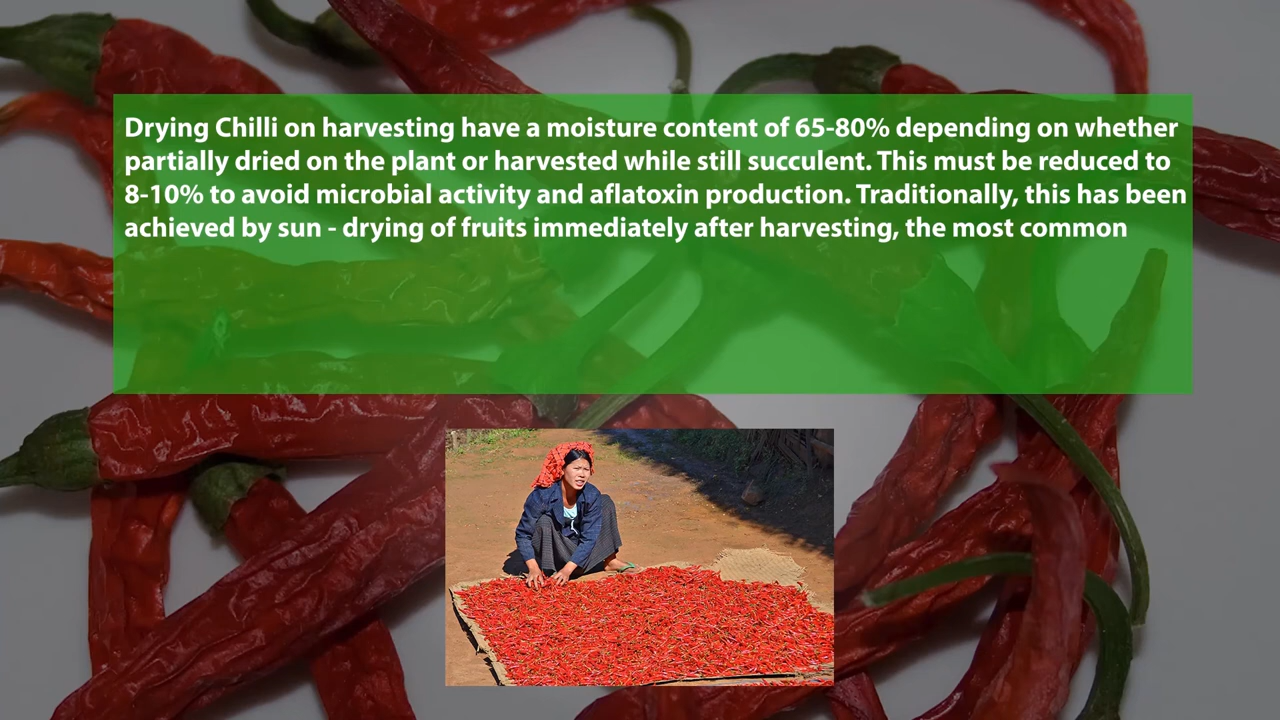 Drying Chilli on harvesting have a moisture content of 65-80% depending on whether
partially dried on the plant or harvested while still succulent. This must be reduced to
8-10% to avoid microbial activity and aflatoxin production. Traditionally, this has been
achieved by sun - drying of fruits immediately after harvesting, the most common